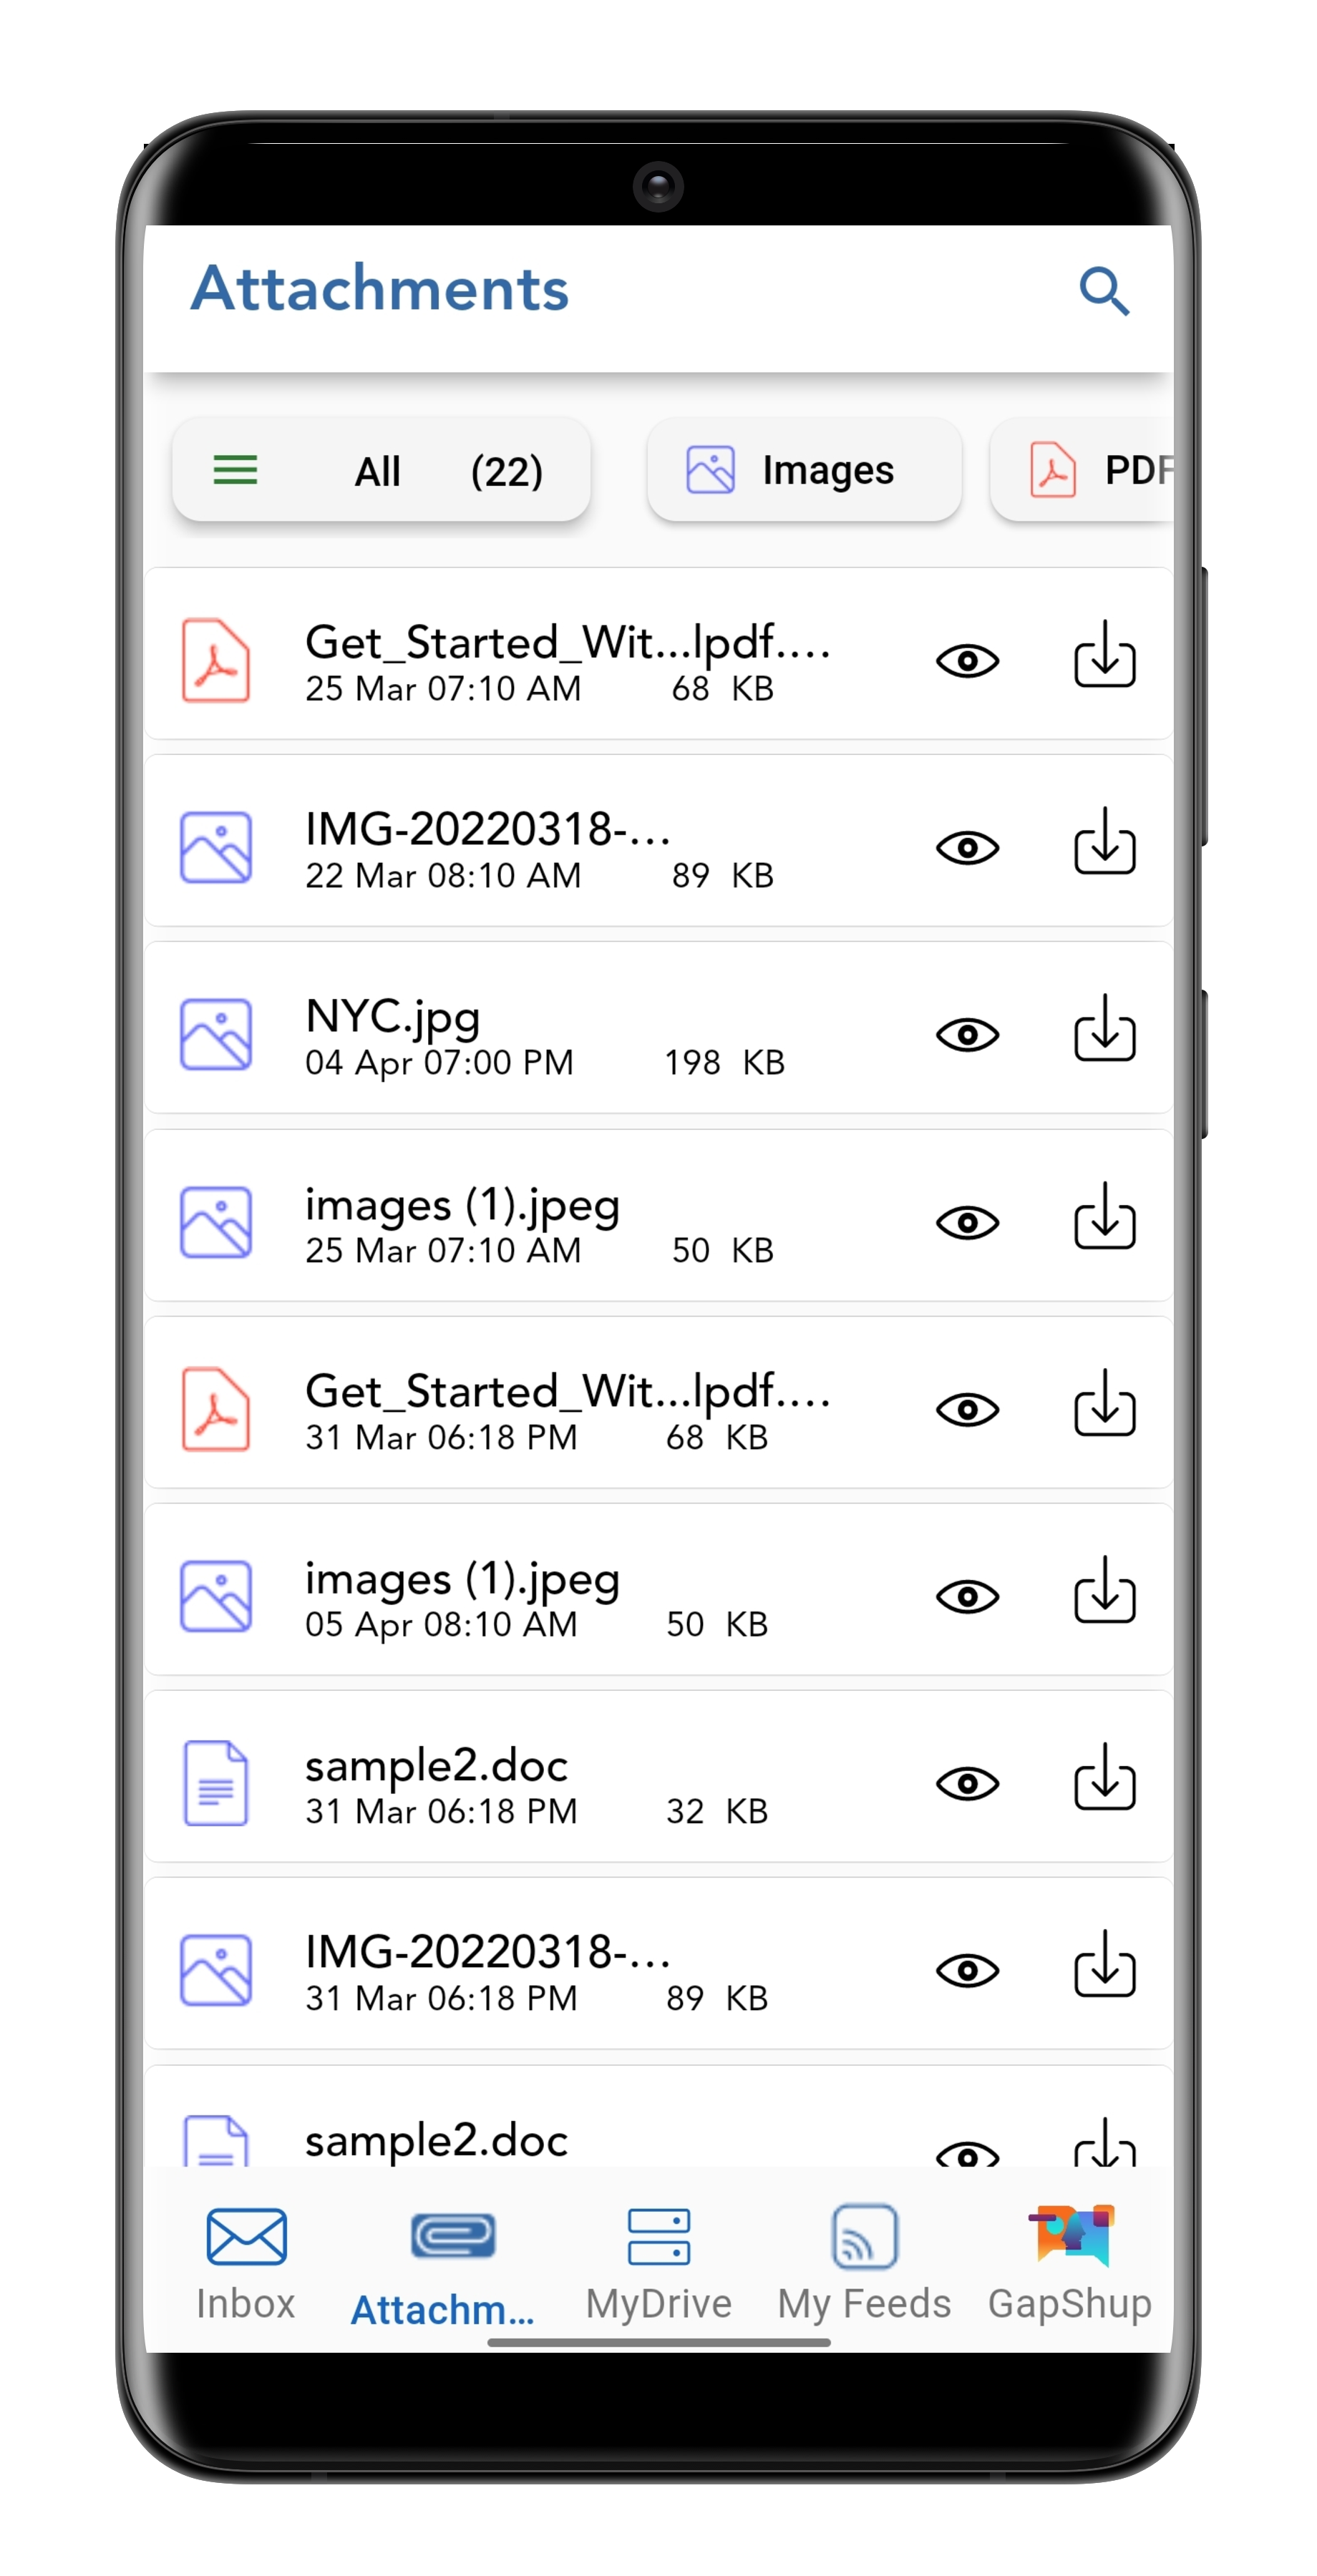 Attachments
All (22) Images PDF
Get_Started_Wit...lpdf....
25 Mar 07:10 AM 68 KB
IMG-20220318-...
22 Mar 08:10 AM 89 KB
NYC.jpg
04 Apr 07:00 PM 198 KB
images (1).jpeg
25 Mar 07:10 AM 50 KB
Get_Started_Wit...lpdf....
31 Mar 06:18 PM 68 KB
images (1).jpeg
05 Apr 08:10 AM 50 KB
sample2.doc
31 Mar 06:18 PM 32 KB
IMG-20220318-...
31 Mar 06:18 PM 89 KB
sample2.doc
Inbox Attachm... MyDrive My Feeds GapShup